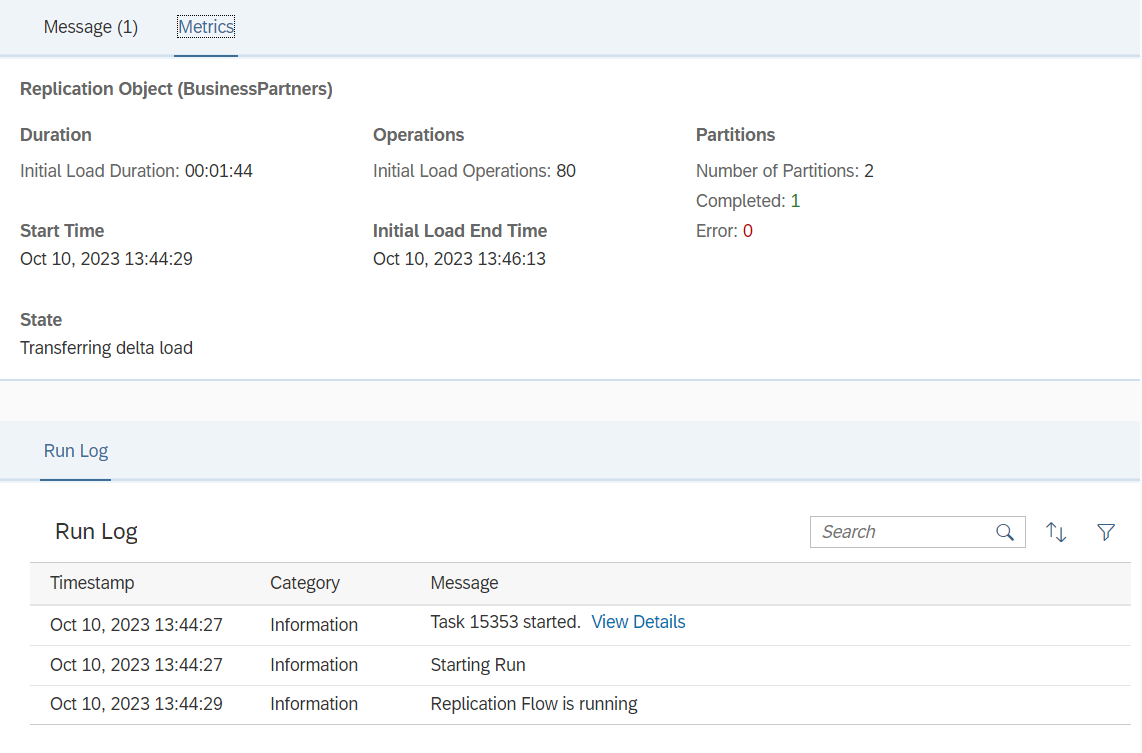 Message (1) Metrics
Replication Object (BusinessPartners)
Duration Operations Partitions
Initial Load Duration: 00:01:44 Initial Load Operations: 80 Number of Partitions: 2
Completed: 1
Start Time Initial Load End Time Error: 0
Oct 10, 2023 13:44:29 Oct 10, 2023 13:46:13
State
Transferring delta load
Run Log
Run Log Search
Timestamp Category Message
Oct 10, 2023 13:44:27 Information Task 15353 started. View Details
Oct 10, 2023 13:44:27 Information Starting Run
Oct 10, 2023 13:44:29 Information Replication Flow is running